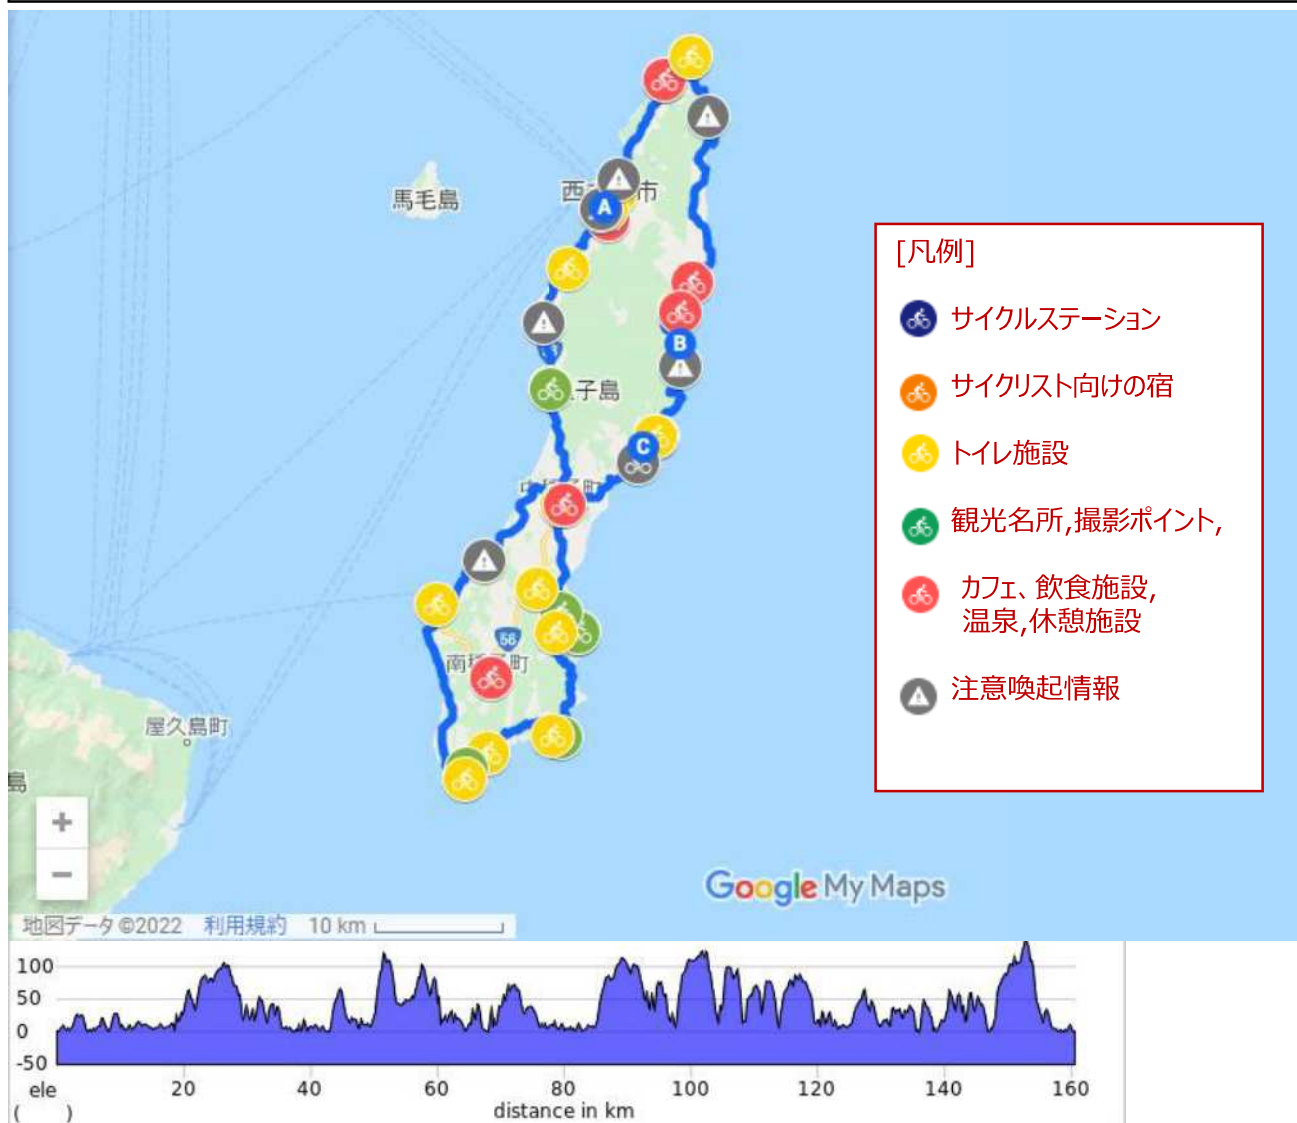 馬毛島
西
市
A
[凡例]
サイクルステーション
B
サイクリスト向けの宿
子島
C
トイレ施設
観光名所,撮影ポイント,
カフェ、飲食施設,
温泉,休憩施設
56
町
注意喚起情報
屋久島町
島
+
−
Google My Maps
地図データ ©2022 利用規約 10 km
100
50
0
-50
ele
( )
20 40 60 80 100 120 140 160
distance in km